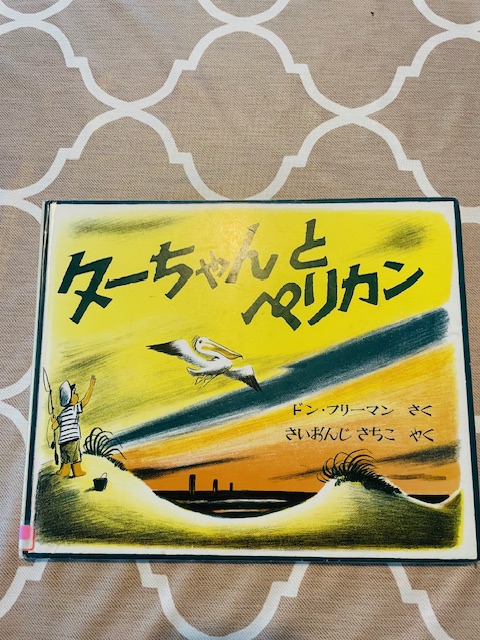 ターちゃんと
ペリカン
ドン・フリーマン さく
さいおんじ さちこ やく